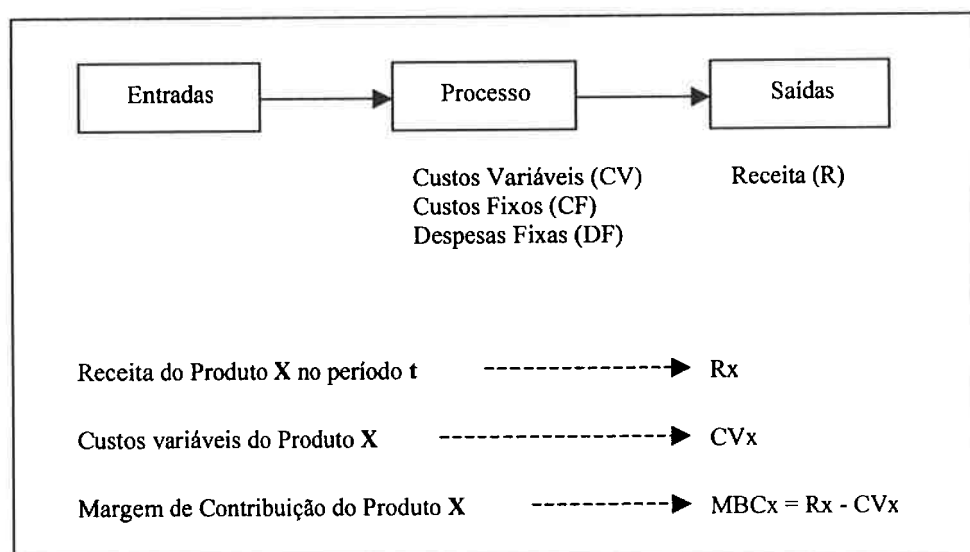 Entradas Processo Saídas
Custos Variáveis (CV) Receita (R)
Custos Fixos (CF)
Despesas Fixas (DF)
Receita do Produto X no período t Rx
Custos variáveis do Produto X CVx
Margem de Contribuição do Produto X MBCx = Rx - CVx